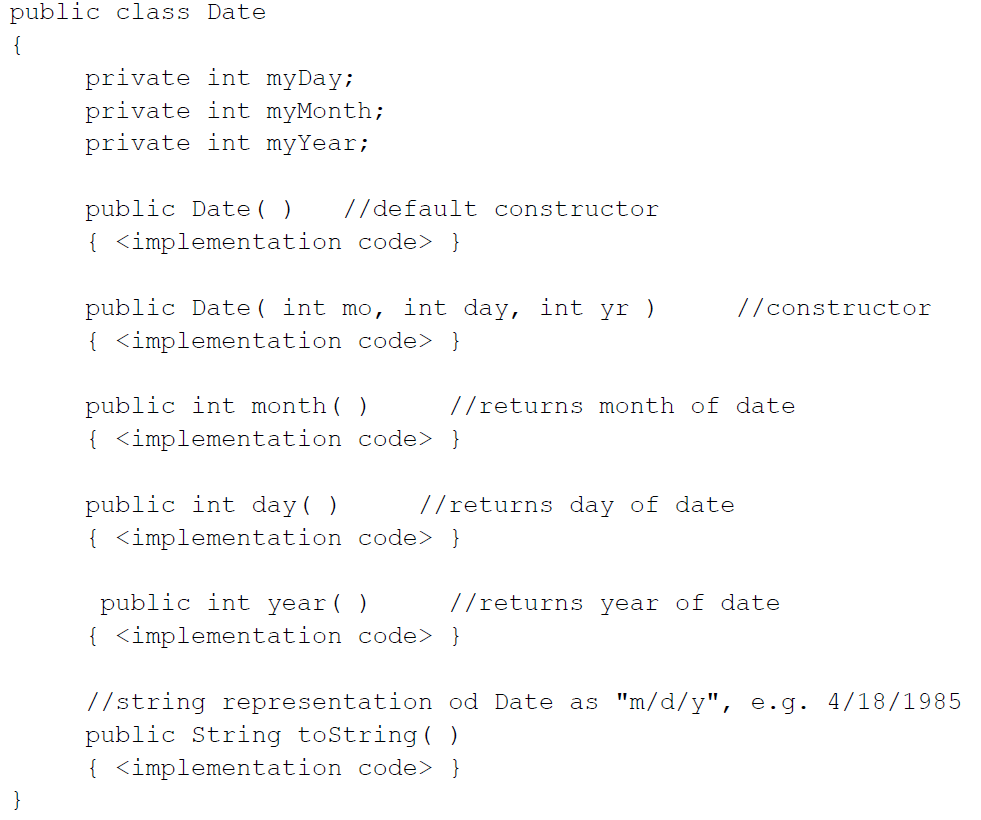 public class Date
{
private int myDay;
private int myMonth;
private int myYear;
public Date( ) //default constructor
{ <implementation code> }
public Date( int mo, int day, int yr ) //constructor
{ <implementation code> }
public int month( ) //returns month of date
{ <implementation code> }
public int day( ) //returns day of date
{ <implementation code> }
public int year( ) //returns year of date
{ <implementation code> }
//string representation od Date as "m/d/y", e.g. 4/18/1985
public String toString( )
{ <implementation code> }
}